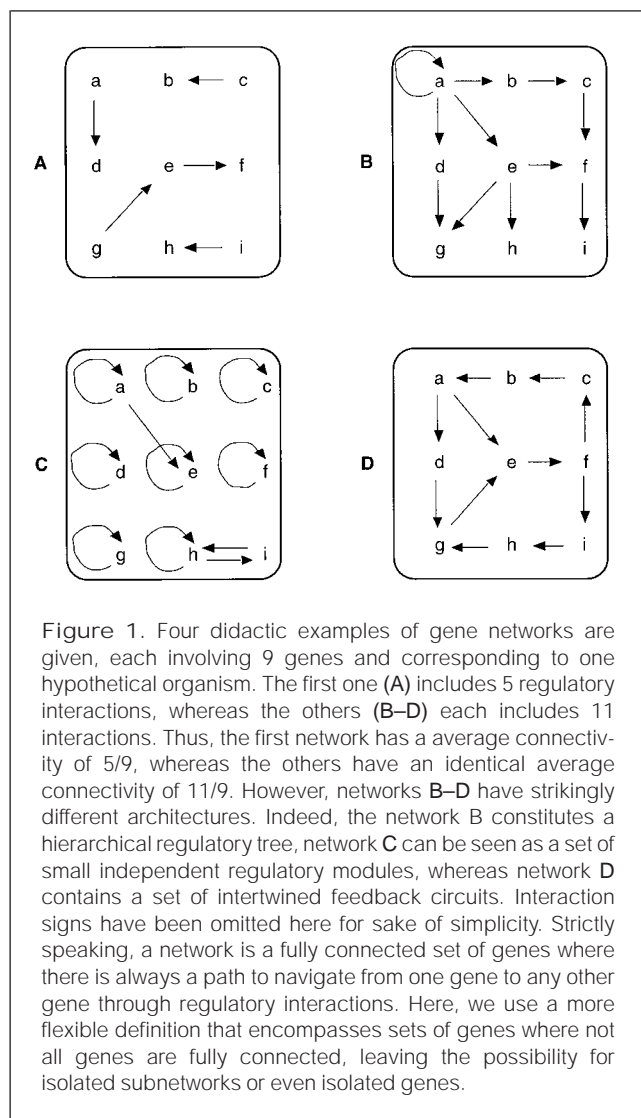 a b c
d e f
A
g h i
a b c
d e f
B
g h i
a b c
d e f
C
g h i
a b c
d e f
D
g h i
Figure 1. Four didactic examples of gene networks are
given, each involving 9 genes and corresponding to one
hypothetical organism. The first one (A) includes 5 regulatory
interactions, whereas the others (B–D) each includes 11
interactions. Thus, the first network has a average connectiv-
ity of 5/9, whereas the others have an identical average
connectivity of 11/9. However, networks B–D have strikingly
different architectures. Indeed, the network B constitutes a
hierarchical regulatory tree, network C can be seen as a set of
small independent regulatory modules, whereas network D
contains a set of intertwined feedback circuits. Interaction
signs have been omitted here for sake of simplicity. Strictly
speaking, a network is a fully connected set of genes where
there is always a path to navigate from one gene to any other
gene through regulatory interactions. Here, we use a more
flexible definition that encompasses sets of genes where not
all genes are fully connected, leaving the possibility for
isolated subnetworks or even isolated genes.